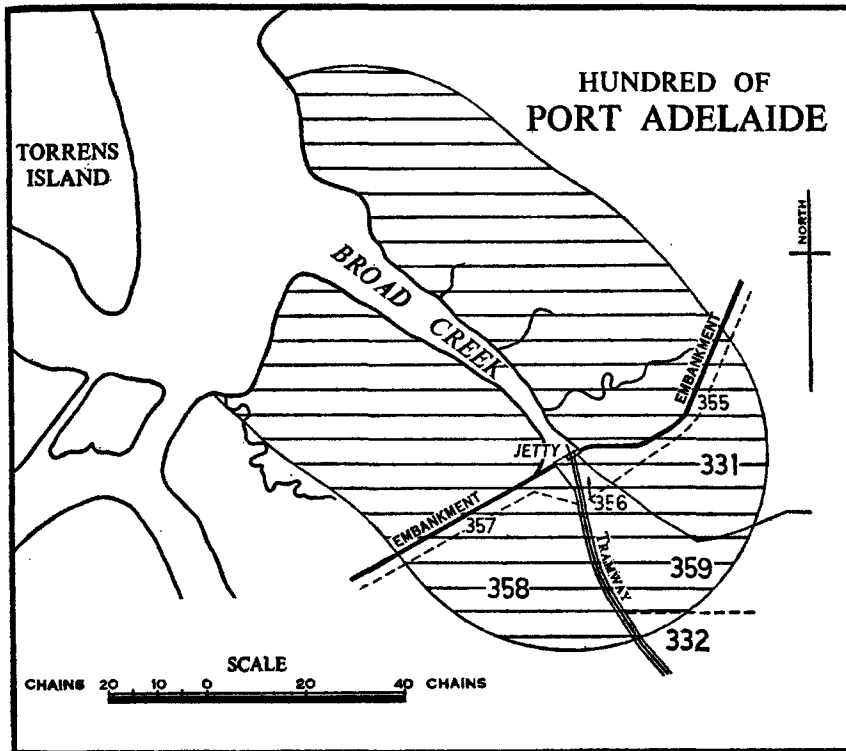 HUNDRED OF
PORT ADELAIDE
TORRENS
ISLAND
NORTH
BROAD CREEK
EMBANKMENT
355
JETTY
331
356
EMBANKMENT
357
TRAMWAY
359
358
332
SCALE
CHAINS 20 10 0 20 40 CHAINS